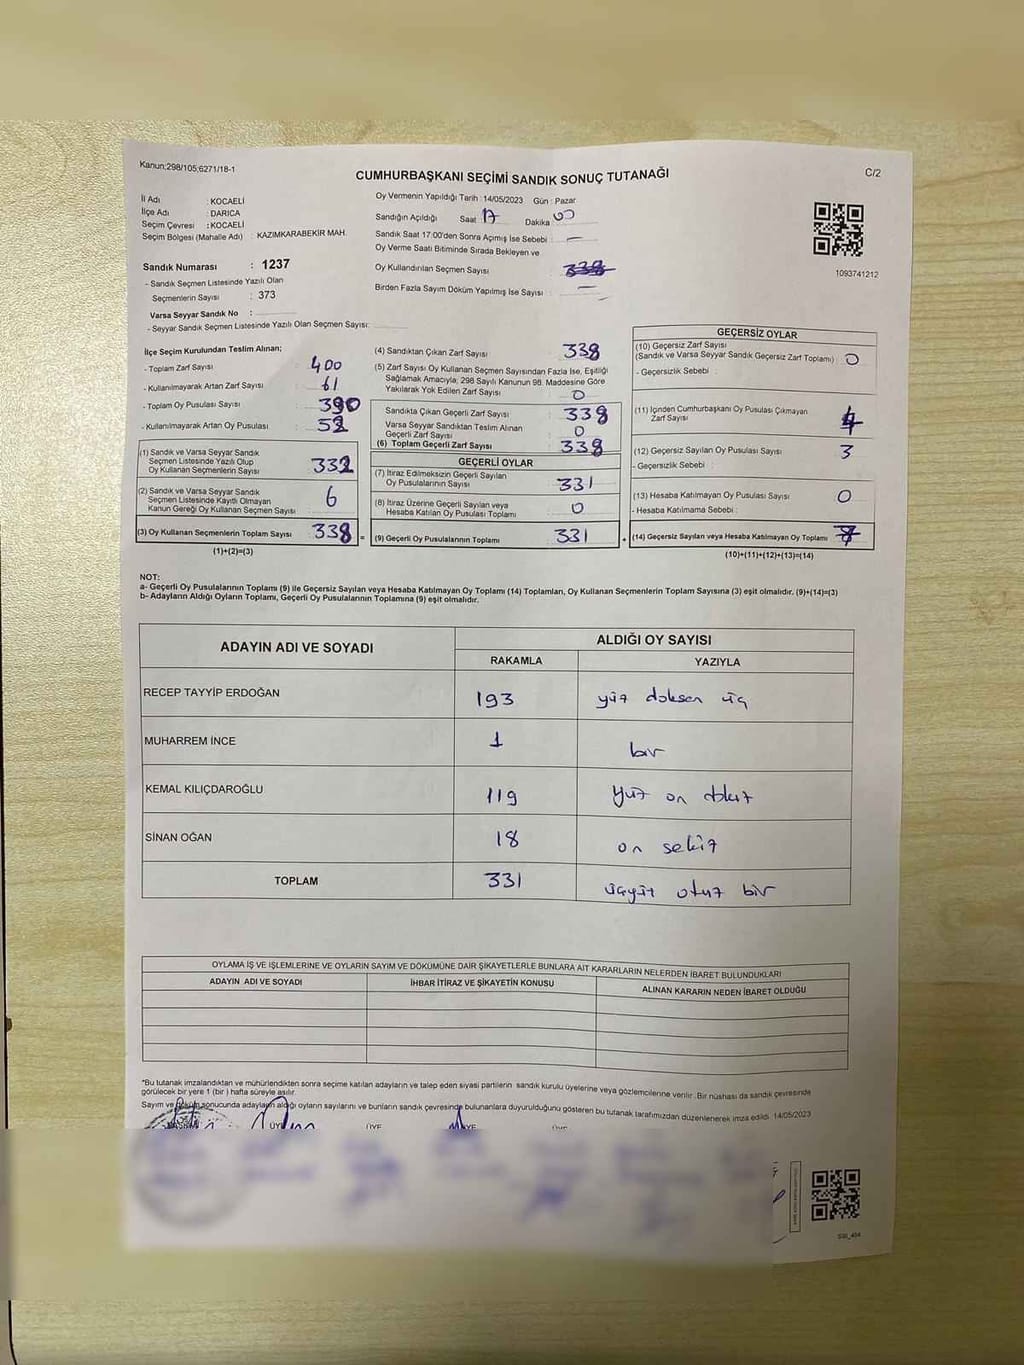 Kanun;298/105;6271/18-1
CUMHURBAŞKANI SEÇİMİ SANDIK SONUÇ TUTANAĞI
C/2
İl Adı : KOCAELİ
İlçe Adı : DARICA
Seçim Çevresi : KOCAELİ
Seçim Bölgesi (Mahalle Adı) : KAZIMKARABEKİR MAH.
Sandık Numarası : 1237
- Sandık Seçmen Listesinde Yazılı Olan
Seçmenlerin Sayısı : 373
Varsa Seyyar Sandık No :
- Seyyar Sandık Seçmen Listesinde Yazılı Olan Seçmen Sayısı:
Oy Vermenin Yapıldığı Tarih : 14/05/2023 Gün : Pazar
Sandığın Açıldığı Saat 17 Dakika 00
Sandık Saat 17:00'den Sonra Açımış İse Sebebi : —
Oy Verme Saati Bitiminde Sırada Bekleyen ve
Oy Kullandırılan Seçmen Sayısı : 338
Birden Fazla Sayım Döküm Yapılmış İse Sayısı : —
1093741212
İlçe Seçim Kurulundan Teslim Alınan;
- Toplam Zarf Sayısı : 400
- Kullanılmayarak Artan Zarf Sayısı : 61
- Toplam Oy Pusulası Sayısı : 390
- Kullanılmayarak Artan Oy Pusulası : 52
(1) Sandık ve Varsa Seyyar Sandık
Seçmen Listesinde Yazılı Olup
Oy Kullanan Seçmenlerin Sayısı 332
(2) Sandık ve Varsa Seyyar Sandık
Seçmen Listesinde Kayıtlı Olmayan
Kanun Gereği Oy Kullanan Seçmen Sayısı 6
(3) Oy Kullanan Seçmenlerin Toplam Sayısı 338 =
(1)+(2)=(3)
(4) Sandıktan Çıkan Zarf Sayısı : 338
(5) Zarf Sayısı Oy Kullanan Seçmen Sayısından Fazla İse, Eşitliği
Sağlamak Amacıyla; 298 Sayılı Kanunun 98. Maddesine Göre
Yakılarak Yok Edilen Zarf Sayısı : 0
Sandıkta Çıkan Geçerli Zarf Sayısı : 338
Varsa Seyyar Sandıktan Teslim Alınan
Geçerli Zarf Sayısı : 0
(6) Toplam Geçerli Zarf Sayısı : 338
GEÇERLİ OYLAR
(7) İtiraz Edilmeksizin Geçerli Sayılan
Oy Pusulalarının Sayısı : 331
(8) İtiraz Üzerine Geçerli Sayılan veya
Hesaba Katılan Oy Pusulası Toplamı : 0
(9) Geçerli Oy Pusulalarının Toplamı 331 +
GEÇERSİZ OYLAR
(10) Geçersiz Zarf Sayısı
(Sandık ve Varsa Seyyar Sandık Geçersiz Zarf Toplamı) : 0
- Geçersizlik Sebebi :
(11) İçinden Cumhurbaşkanı Oy Pusulası Çıkmayan
Zarf Sayısı : 4
(12) Geçersiz Sayılan Oy Pusulası Sayısı : 3
- Geçersizlik Sebebi :
(13) Hesaba Katılmayan Oy Pusulası Sayısı : 0
- Hesaba Katılmama Sebebi :
(14) Geçersiz Sayılan veya Hesaba Katılmayan Oy Toplamı 7
(10)+(11)+(12)+(13)=(14)
NOT:
a- Geçerli Oy Pusulalarının Toplamı (9) ile Geçersiz Sayılan veya Hesaba Katılmayan Oy Toplamı (14) Toplamları, Oy Kullanan Seçmenlerin Toplam Sayısına (3) eşit olmalıdır. (9)+(14)=(3)
b- Adayların Aldığı Oyların Toplamı, Geçerli Oy Pusulalarının Toplamına (9) eşit olmalıdır.
ADAYIN ADI VE SOYADI
ALDIĞI OY SAYISI
RAKAMLA YAZIYLA
RECEP TAYYİP ERDOĞAN 193 yüz doksan üç
MUHARREM İNCE 1 bir
KEMAL KILIÇDAROĞLU 119 yüz on dokuz
SİNAN OĞAN 18 on sekiz
TOPLAM 331 üçyüz otuz bir
OYLAMA İŞ VE İŞLEMLERİNE VE OYLARIN SAYIM VE DÖKÜMÜNE DAİR ŞİKAYETLERLE BUNLARA AİT KARARLARIN NELERDEN İBARET BULUNDUKLARI
ADAYIN ADI VE SOYADI İHBAR İTİRAZ VE ŞİKAYETİN KONUSU ALINAN KARARIN NEDEN İBARET OLDUĞU
*Bu tutanak imzalandıktan ve mühürlendikten sonra seçime katılan adayların ve talep eden siyasi partilerin sandık kurulu üyelerine veya gözlemcilerine verilir. Bir nüshası da sandık çevresinde
görülecek bir yere 1 (bir) hafta süreyle asılır.
Sayım ve döküm sonucunda adayların aldığı oyların sayılarını ve bunların sandık çevresinde bulunanlara duyurulduğunu gösteren bu tutanak tarafımızdan düzenlenerek imza edildi. 14/05/2023
BAŞKAN ÜYE ÜYE ÜYE ÜYE